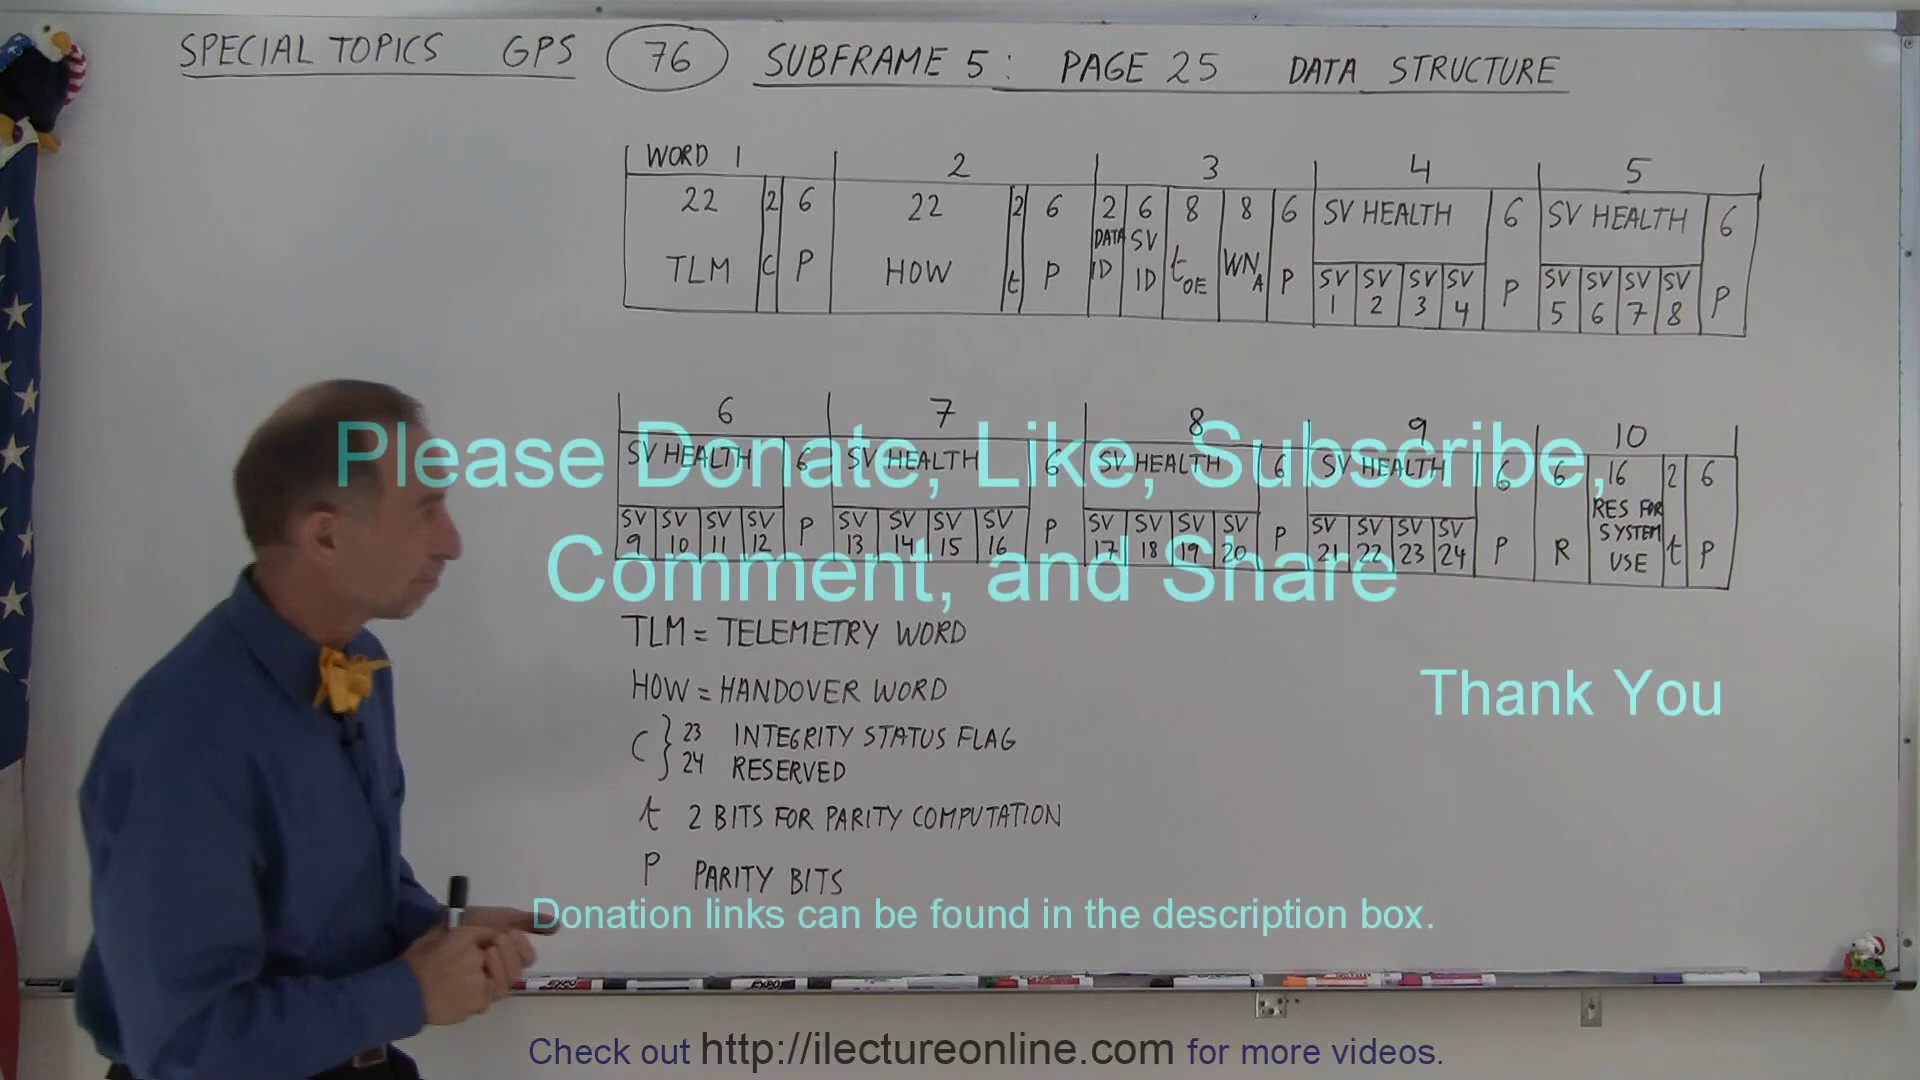 SPECIAL TOPICS GPS 76 SUBFRAME 5: PAGE 25 DATA STRUCTURE
WORD 1 2 3 4 5
22 2 6 22 2 6 2 6 8 8 6 SV HEALTH 6 SV HEALTH 6
DATA SV
TLM C P HOW t P ID ID tOE WNA P SV 1 SV 2 SV 3 SV 4 P SV 5 SV 6 SV 7 SV 8 P
6 7 8 9 10
Please Donate, Like, Subscribe,
SV HEALTH 6 SV HEALTH 6 SV HEALTH 6 SV HEALTH 6 6 16 2 6
RES FOR
SV SV SV SV P SV SV SV SV P SV SV SV SV P SV SV SV SV P R SYSTEM t P
9 10 11 12 13 14 15 16 17 18 19 20 21 22 23 24 USE
Comment, and Share
TLM = TELEMETRY WORD
HOW = HANDOVER WORD
Thank You
C } 23 INTEGRITY STATUS FLAG
24 RESERVED
t 2 BITS FOR PARITY COMPUTATION
P PARITY BITS
Donation links can be found in the description box.
EXPO EXPO
Check out http://ilectureonline.com for more videos.